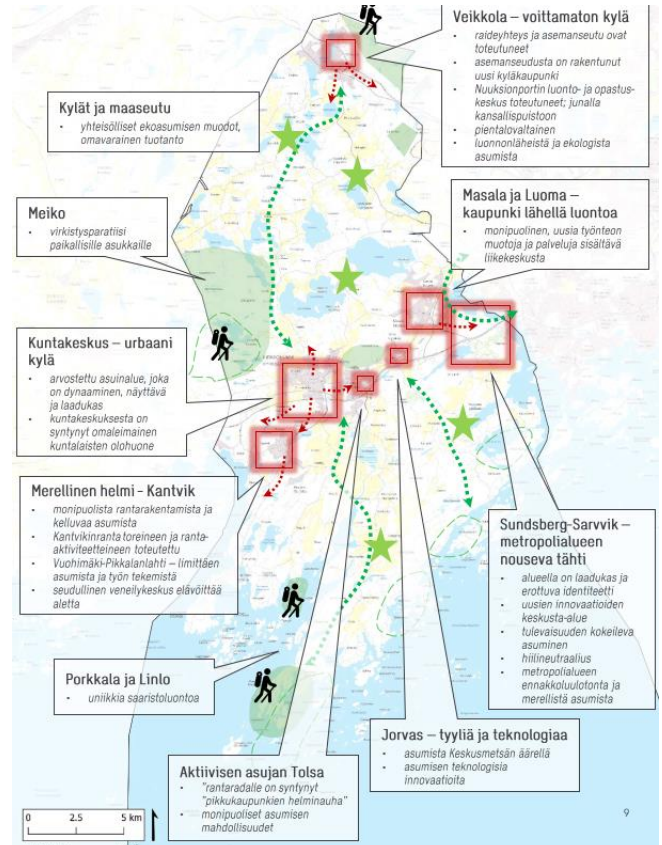 Veikkola – voittamaton kylä
• raideyhteys ja asemanseutu ovat
toteutuneet
• asemanseudusta on rakentunut
uusi kyläkaupunki
• Nuuksionportin luonto- ja opastus-
keskus toteutuneet; junalla
kansallispuistoon
• pientalovaltainen
• luonnonläheistä ja ekologista
asumista
Kylät ja maaseutu
• yhteisölliset ekoasumisen muodot,
omavarainen tuotanto
Masala ja Luoma –
kaupunki lähellä luontoa
• monipuolinen, uusia työnteon
muotoja ja palveluja sisältävä
liikekeskusta
Meiko
• virkistysparatiisi
paikallisille asukkaille
Kuntakeskus – urbaani
kylä
• arvostettu asuinalue, joka
on dynaaminen, näyttävä
ja laadukas
• kuntakeskuksesta on
syntynyt omaleimainen
kuntalaisten olohuone
Merellinen helmi - Kantvik
• monipuolista rantarakentamista ja
kelluvaa asumista
• Kantvikinranta toreineen ja ranta-
aktiviteetteineen toteutettu
• Vuohimäki-Pikkalanlahti – limittäen
asumista ja työn tekemistä
• seudullinen veneilykeskus elävöittää
aletta
Sundsberg-Sarvvik –
metropolialueen
nouseva tähti
• alueella on laadukas ja
erottuva identiteetti
• uusien innovaatioiden
keskusta-alue
• tulevaisuuden kokeileva
asuminen
• hiilineutraalius
• metropolialueen
ennakkoluulotonta ja
merellistä asumista
Porkkala ja Linlo
• uniikkia saaristoluontoa
Jorvas – tyyliä ja teknologiaa
• asumista Keskusmetsän äärellä
• asumisen teknologisia
innovaatioita
Aktiivisen asujan Tolsa
• "rantaradalle on syntynyt
"pikkukaupunkien helminauha"
• monipuoliset asumisen
mahdollisuudet
0 2.5 5 km
9